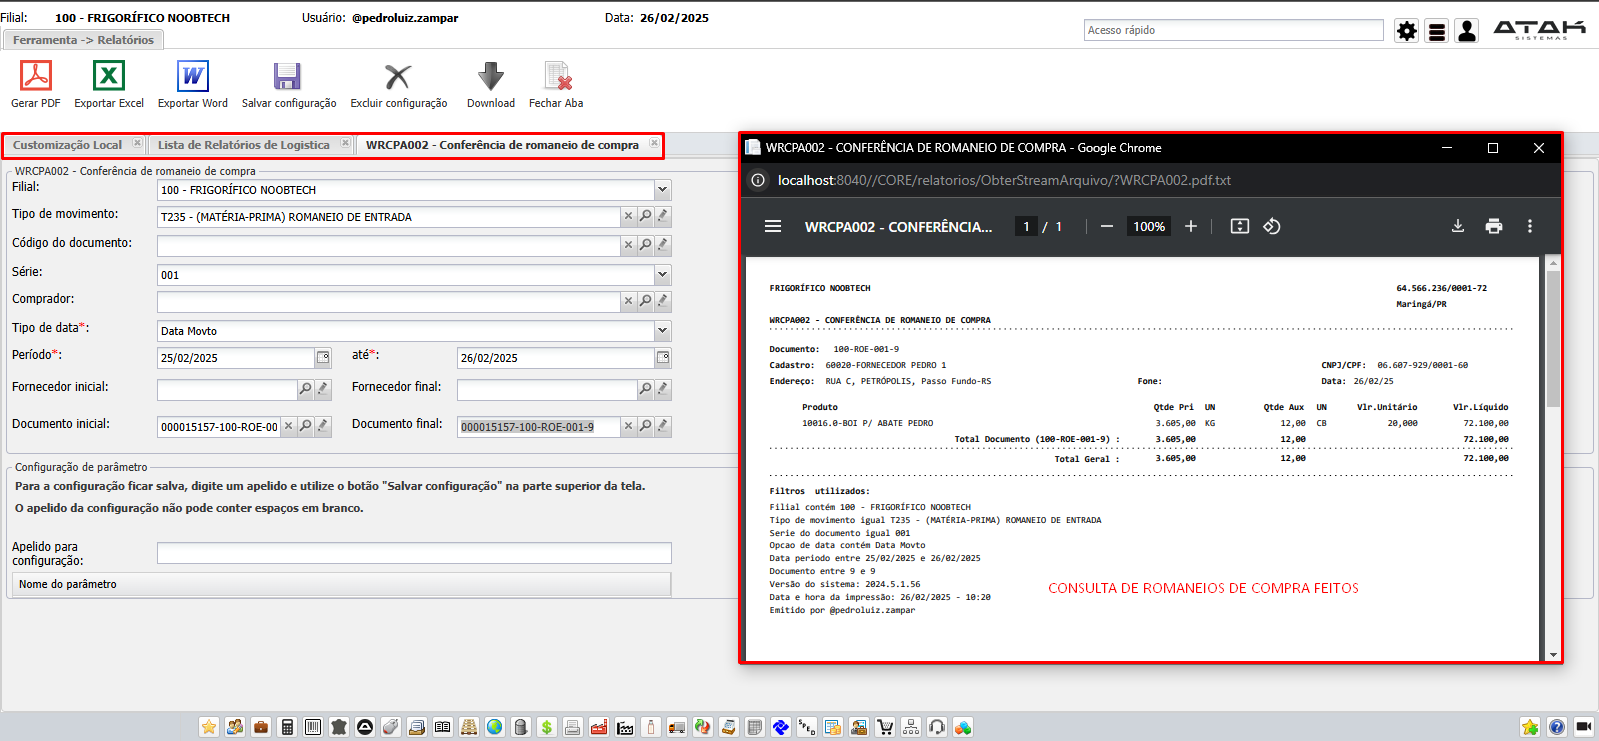 Filial: 100 - FRIGORÍFICO NOOBTECH Usuário: @pedroluiz.zampar Data: 26/02/2025
Ferramenta -> Relatórios
Acesso rápido
ATAK
SISTEMAS
Gerar PDF Exportar Excel Exportar Word Salvar configuração Excluir configuração Download Fechar Aba
Customização Local Lista de Relatórios de Logistica WRCPA002 - Conferência de romaneio de compra
WRCPA002 - Conferência de romaneio de compra
Filial: 100 - FRIGORÍFICO NOOBTECH
Tipo de movimento: T235 - (MATÉRIA-PRIMA) ROMANEIO DE ENTRADA
Código do documento:
Série: 001
Comprador:
Tipo de data*: Data Movto
Período*: 25/02/2025 até*: 26/02/2025
Fornecedor inicial: Fornecedor final:
Documento inicial: 000015157-100-ROE-00 Documento final: 000015157-100-ROE-001-9
Configuração de parâmetro
Para a configuração ficar salva, digite um apelido e utilize o botão "Salvar configuração" na parte superior da tela.
O apelido da configuração não pode conter espaços em branco.
Apelido para
configuração:
Nome do parâmetro
WRCPA002 - CONFERÊNCIA DE ROMANEIO DE COMPRA - Google Chrome
localhost:8040//CORE/relatorios/ObterStreamArquivo/?WRCPA002.pdf.txt
WRCPA002 - CONFERÊNCIA... 1 / 1 100%
FRIGORÍFICO NOOBTECH 64.566.236/0001-72
Maringá/PR
WRCPA002 - CONFERÊNCIA DE ROMANEIO DE COMPRA
Documento: 100-ROE-001-9
Cadastro: 60020-FORNECEDOR PEDRO 1 CNPJ/CPF: 06.607-929/0001-60
Endereço: RUA C, PETRÓPOLIS, Passo Fundo-RS Fone: Data: 26/02/25
Produto Qtde Pri UN Qtde Aux UN Vlr.Unitário Vlr.Líquido
10016.0-BOI P/ ABATE PEDRO 3.605,00 KG 12,00 CB 20,000 72.100,00
Total Documento (100-ROE-001-9) : 3.605,00 12,00 72.100,00
Total Geral : 3.605,00 12,00 72.100,00
Filtros utilizados:
Filial contém 100 - FRIGORÍFICO NOOBTECH
Tipo de movimento igual T235 - (MATÉRIA-PRIMA) ROMANEIO DE ENTRADA
Serie do documento igual 001
Opcao de data contém Data Movto
Data periodo entre 25/02/2025 e 26/02/2025
Documento entre 9 e 9
Versão do sistema: 2024.5.1.56
Data e hora da impressão: 26/02/2025 - 10:20
Emitido por @pedroluiz.zampar
CONSULTA DE ROMANEIOS DE COMPRA FEITOS